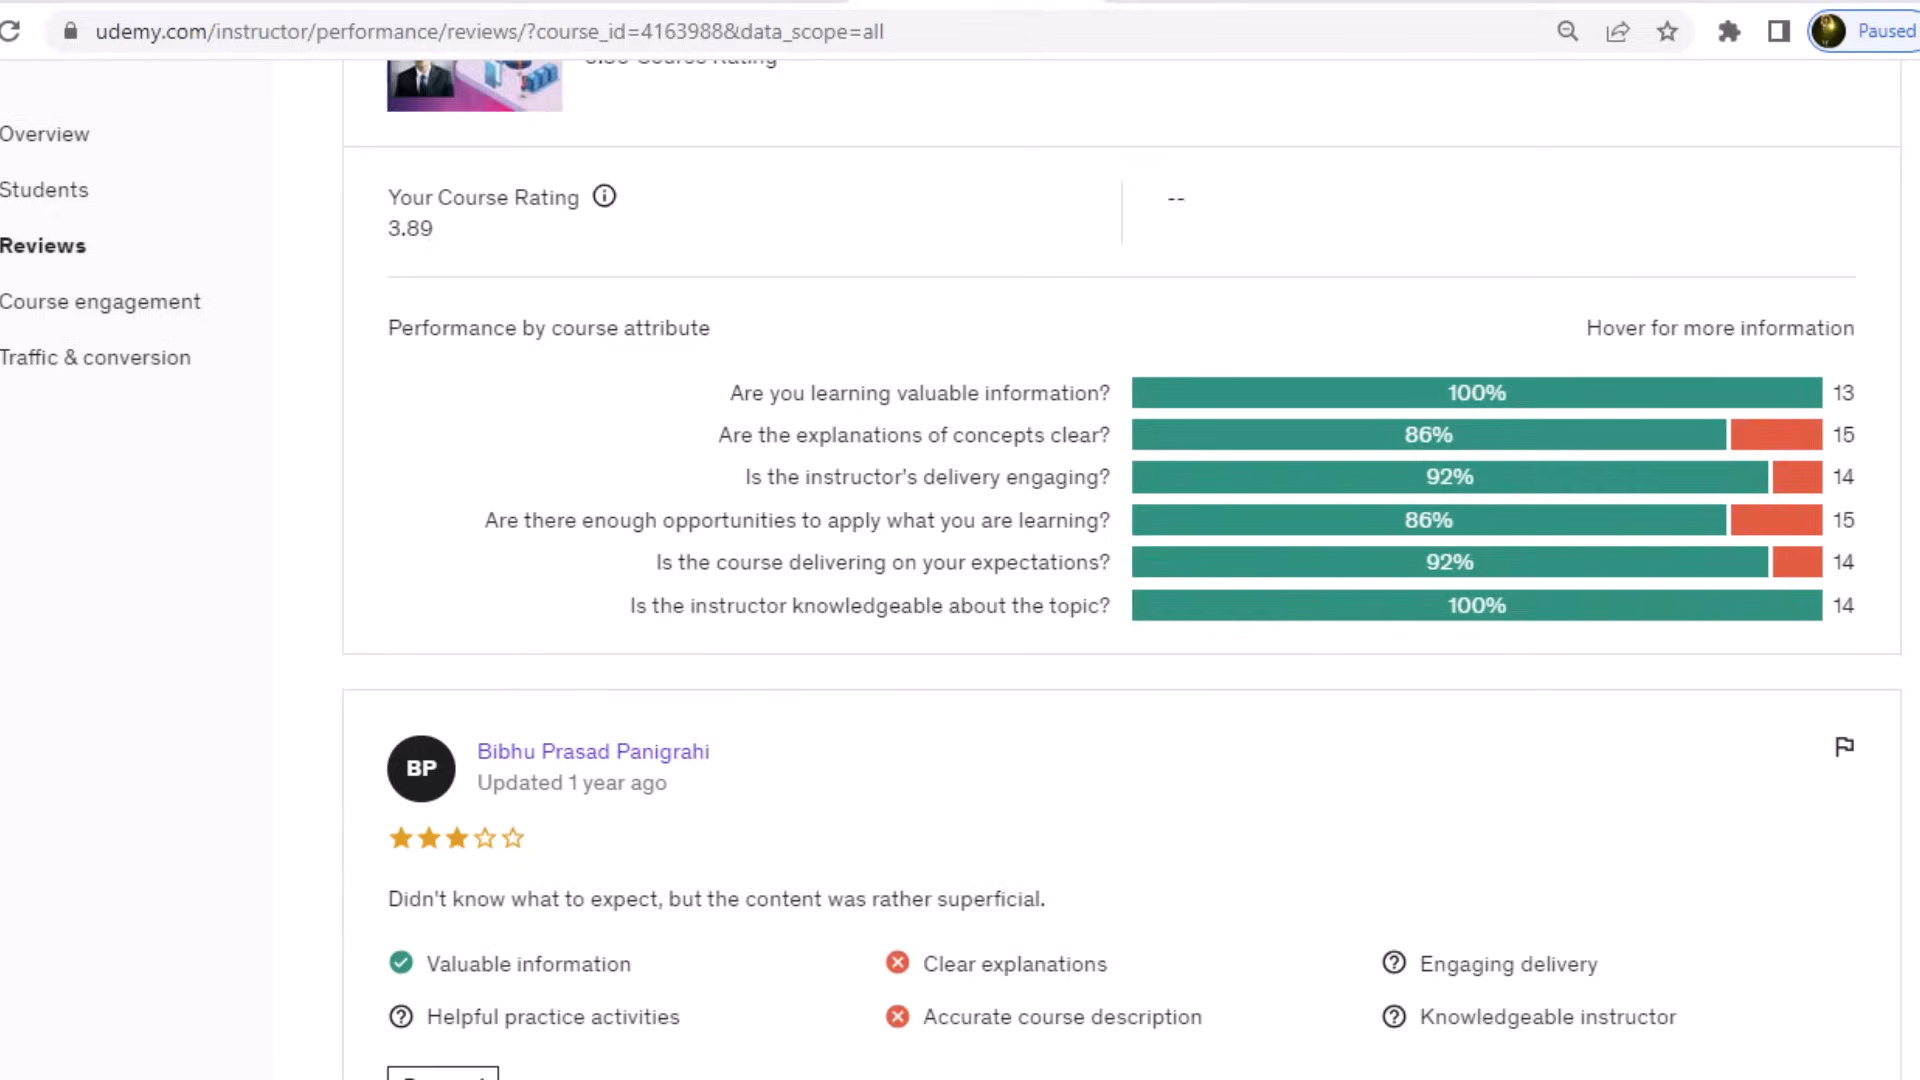 udemy.com/instructor/performance/reviews/?course_id=4163988&data_scope=all
Paused
Course Rating
Overview
Students
Reviews
Course engagement
Traffic & conversion
Your Course Rating
3.89
--
Performance by course attribute
Hover for more information
Are you learning valuable information? 100% 13
Are the explanations of concepts clear? 86% 15
Is the instructor's delivery engaging? 92% 14
Are there enough opportunities to apply what you are learning? 86% 15
Is the course delivering on your expectations? 92% 14
Is the instructor knowledgeable about the topic? 100% 14
BP
Bibhu Prasad Panigrahi
Updated 1 year ago
Didn't know what to expect, but the content was rather superficial.
Valuable information
Clear explanations
Engaging delivery
Helpful practice activities
Accurate course description
Knowledgeable instructor